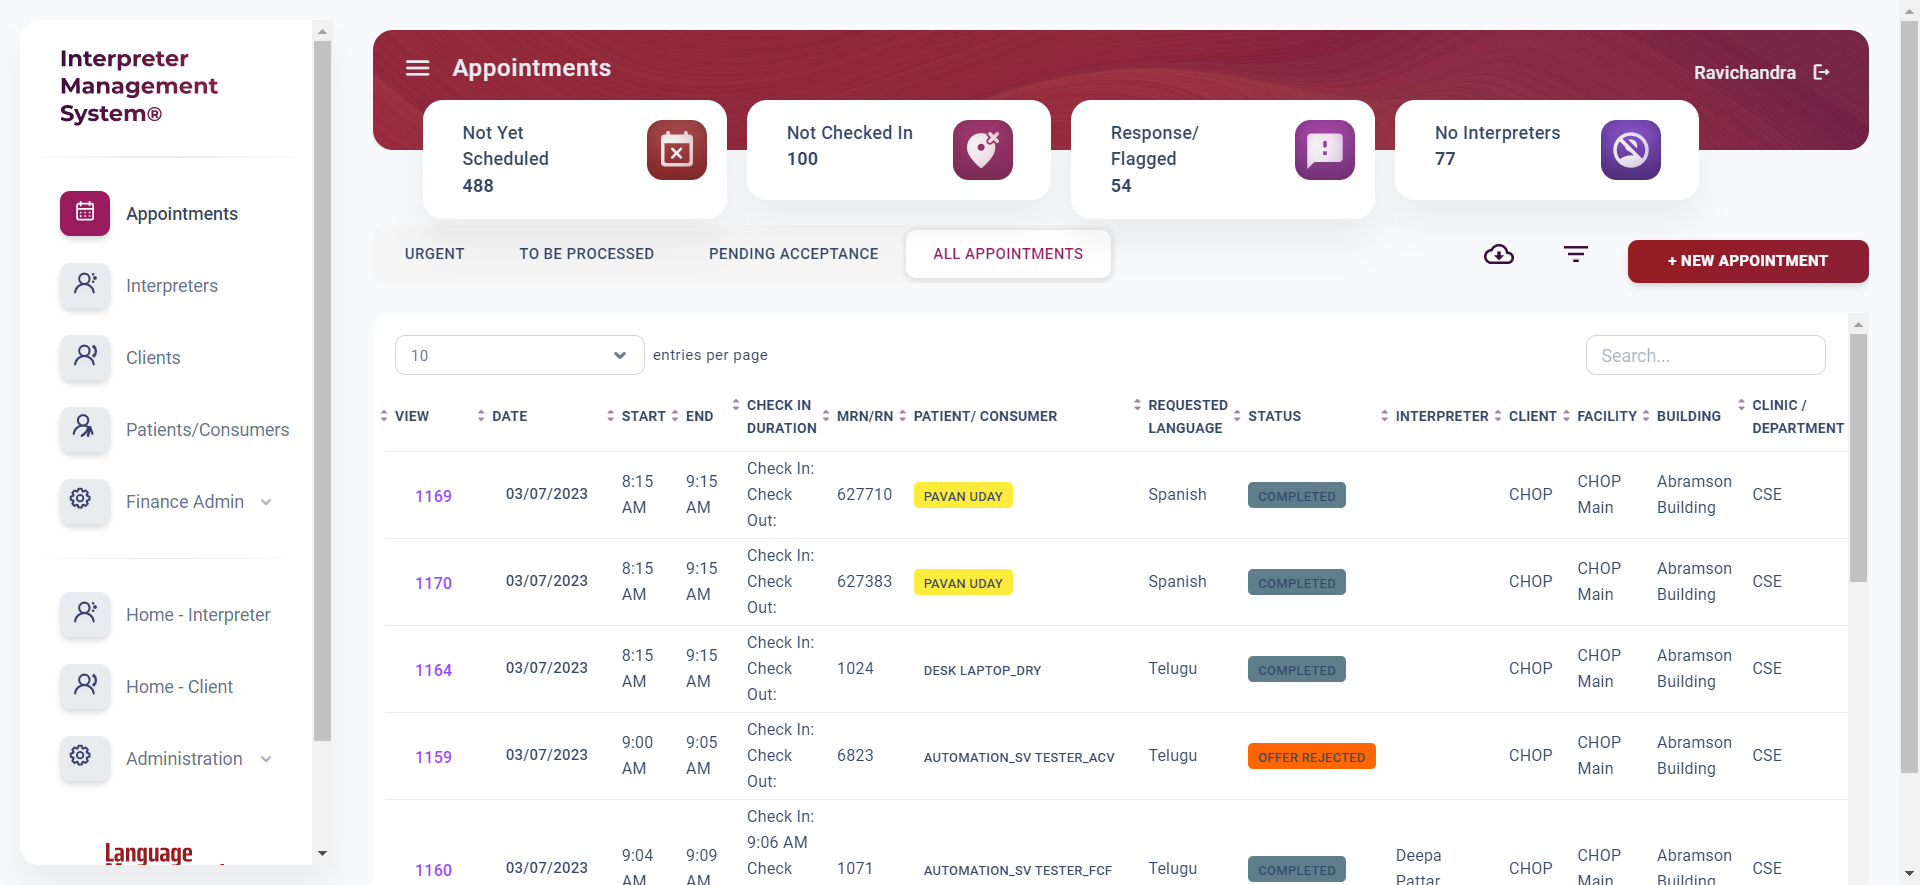 Interpreter
Management
System®
Appointments
Interpreters
Clients
Patients/Consumers
Finance Admin
Home - Interpreter
Home - Client
Administration
Language
Appointments
Ravichandra
Not Yet
Scheduled
488
Not Checked In
100
Response/
Flagged
54
No Interpreters
77
URGENT TO BE PROCESSED PENDING ACCEPTANCE ALL APPOINTMENTS
+ NEW APPOINTMENT
10 entries per page
Search...
VIEW DATE START END CHECK IN DURATION MRN/RN PATIENT/ CONSUMER REQUESTED LANGUAGE STATUS INTERPRETER CLIENT FACILITY BUILDING CLINIC / DEPARTMENT
1169 03/07/2023 8:15 AM 9:15 AM Check In: Check Out: 627710 PAVAN UDAY Spanish COMPLETED CHOP CHOP Main Abramson Building CSE
1170 03/07/2023 8:15 AM 9:15 AM Check In: Check Out: 627383 PAVAN UDAY Spanish COMPLETED CHOP CHOP Main Abramson Building CSE
1164 03/07/2023 8:15 AM 9:15 AM Check In: Check Out: 1024 DESK LAPTOP_DRY Telugu COMPLETED CHOP CHOP Main Abramson Building CSE
1159 03/07/2023 9:00 AM 9:05 AM Check In: Check Out: 6823 AUTOMATION_SV TESTER_ACV Telugu OFFER REJECTED CHOP CHOP Main Abramson Building CSE
1160 03/07/2023 9:04 AM 9:09 AM Check In: 9:06 AM Check 1071 AUTOMATION_SV TESTER_FCF Telugu COMPLETED Deepa Pattar CHOP CHOP Main Abramson Building CSE